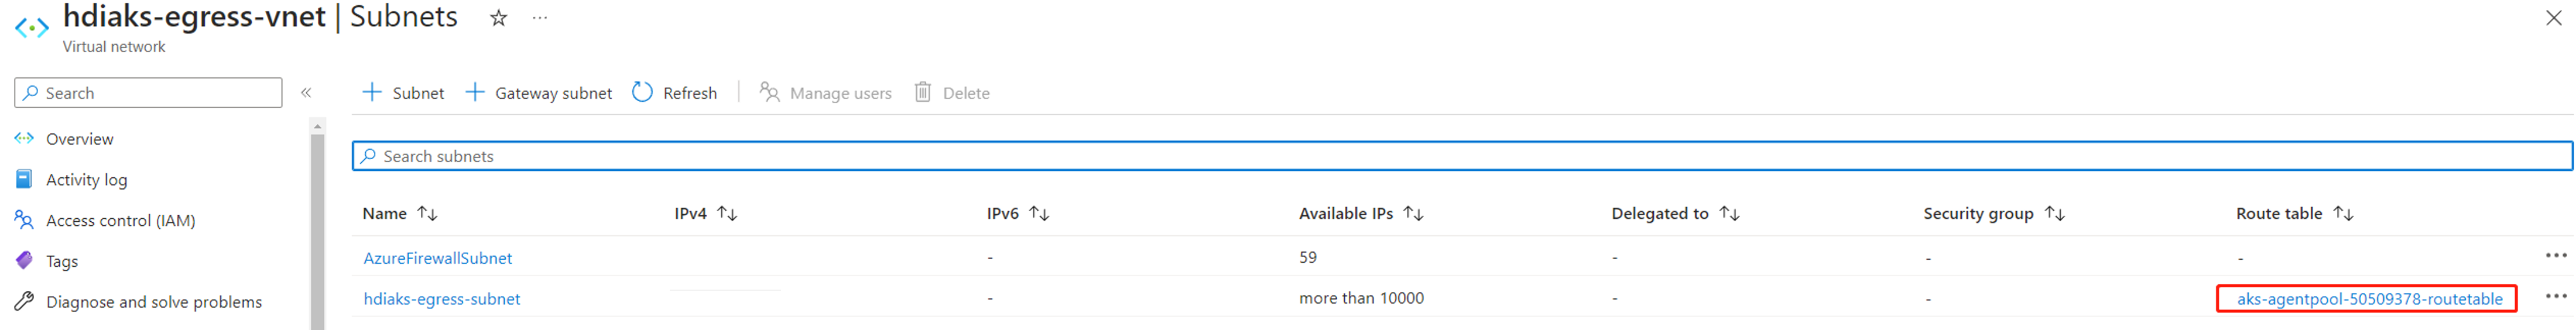 hdiaks-egress-vnet | Subnets ☆ ...
Virtual network
Search «
+ Subnet + Gateway subnet Refresh Manage users Delete
Overview
Search subnets
Activity log
Name ↑↓ IPv4 ↑↓ IPv6 ↑↓ Available IPs ↑↓ Delegated to ↑↓ Security group ↑↓ Route table ↑↓
Access control (IAM)
AzureFirewallSubnet - 59 - - - ...
Tags
hdiaks-egress-subnet - more than 10000 - - aks-agentpool-50509378-routetable ...
Diagnose and solve problems